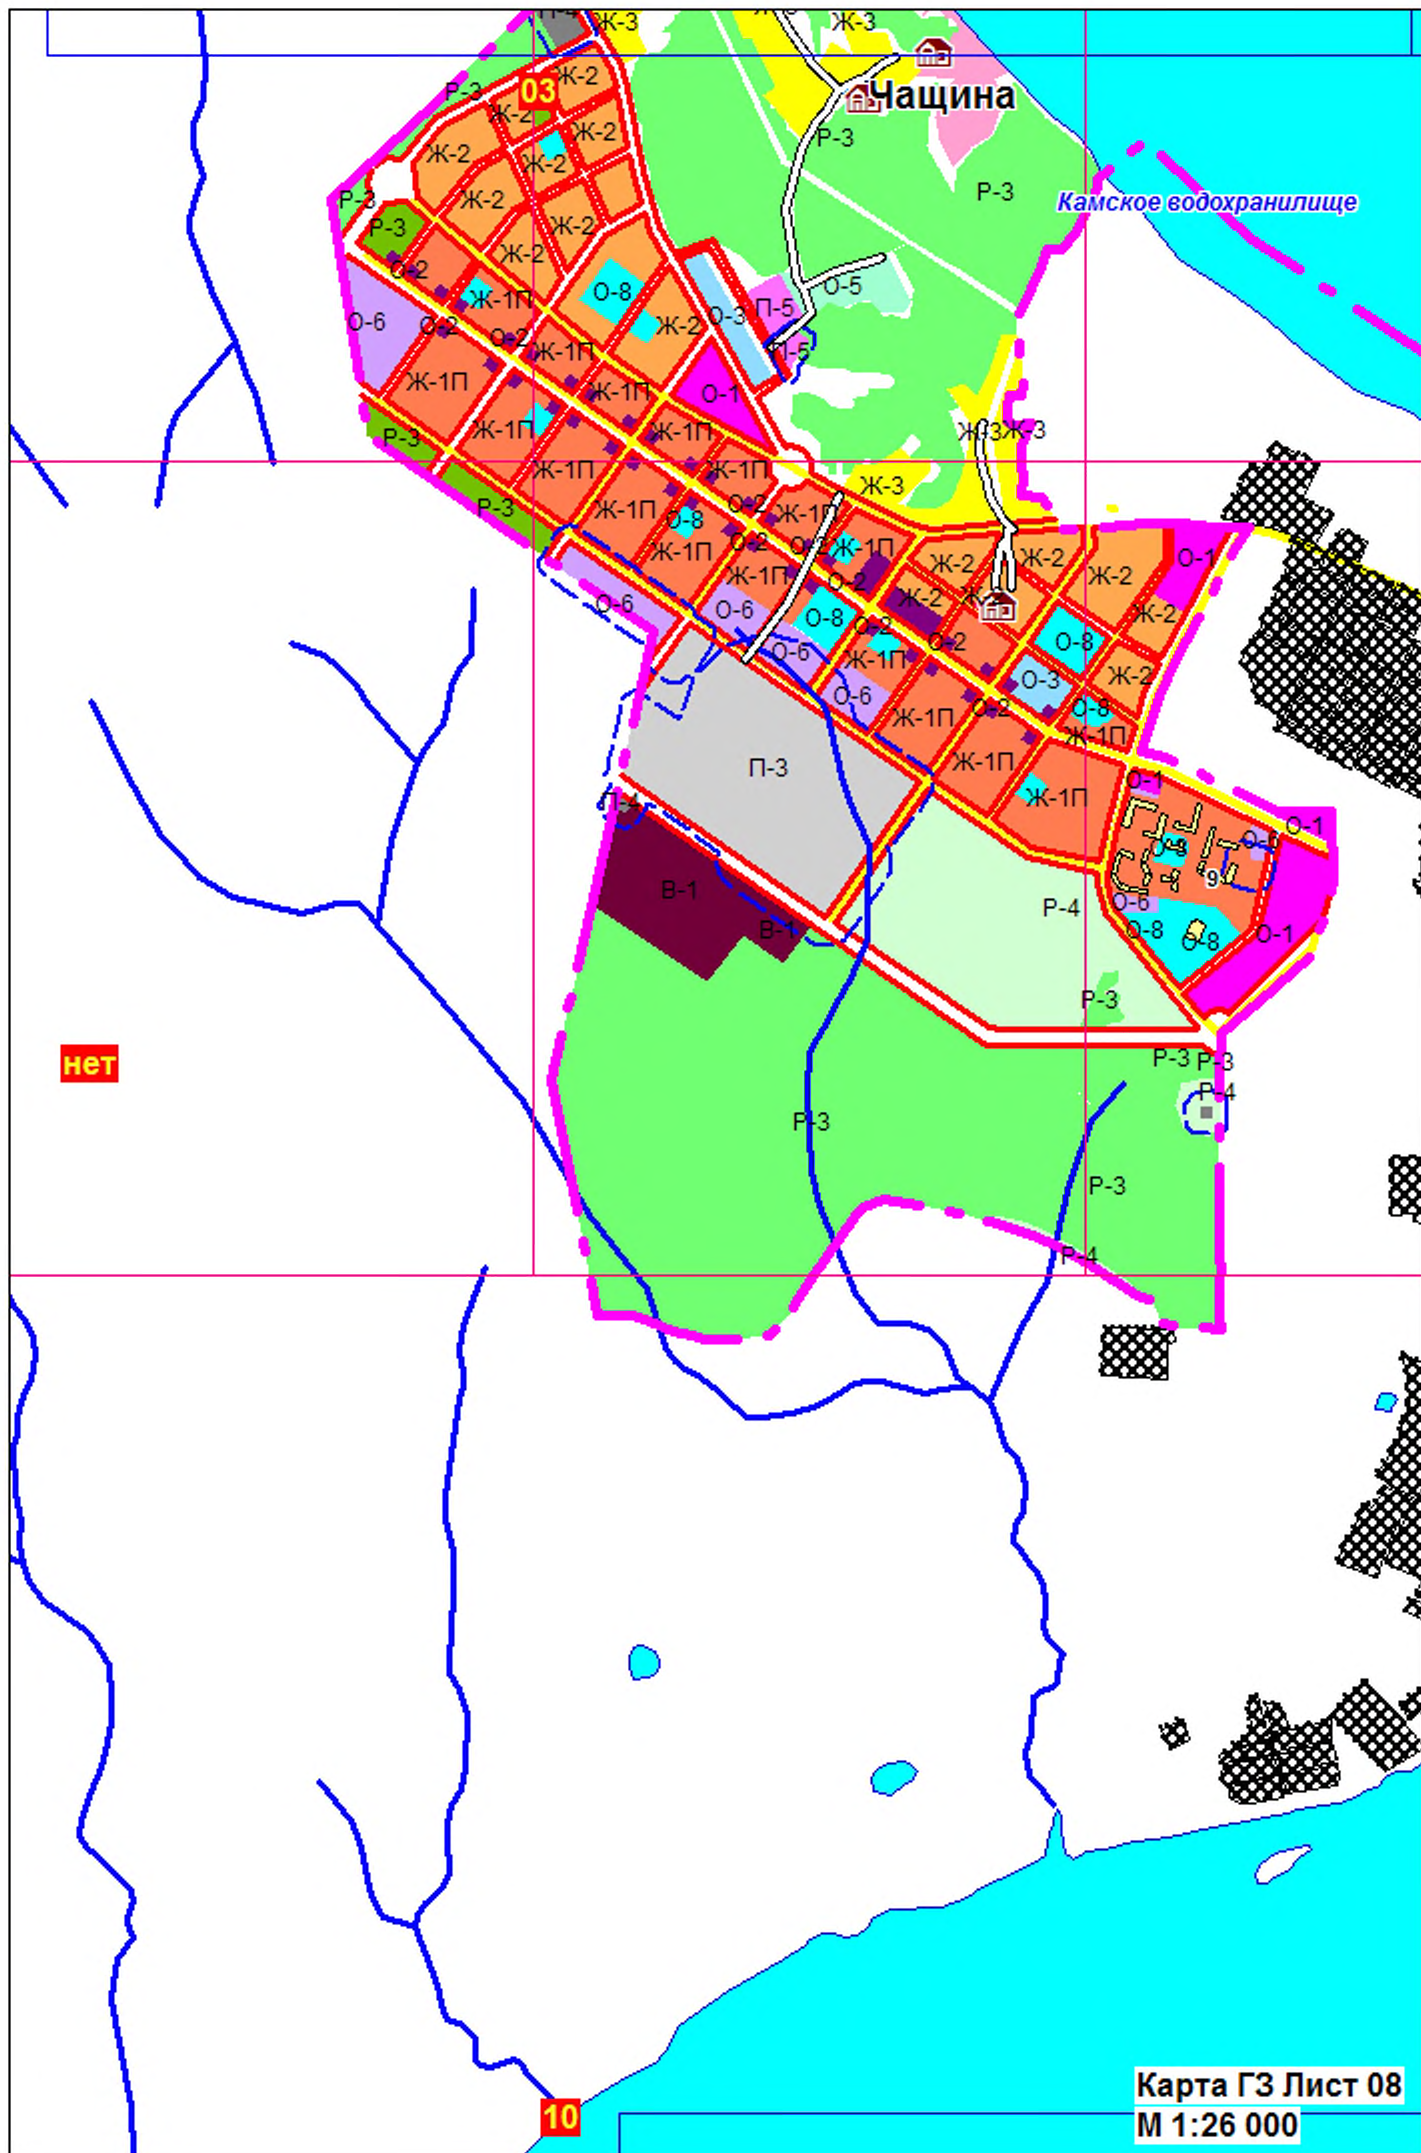 Ж-3
Ж-3
Р-3
03
Ж-2
Чащина
Ж-2
Ж-2
Р-3
Ж-2
Ж-2
Р-3
Р-3
Ж-2
Камское водохранилище
Р-3
Ж-2
Ж-2
О-2
О-5
О-8
Ж-1П
П-5
О-3
О-6
О-2
Ж-2
О-2
Ж-1П
П-5
Ж-1П
Ж-1П
О-1
Р-3
Ж-1П
Ж-1П
Ж-3
Ж-3
Ж-1П
Ж-1П
Ж-3
Р-3
Ж-1П
О-2
Ж-1П
О-8
Ж-1П
О-2
О-2
Ж-1П
Ж-2
Ж-2
О-1
Ж-1П
О-2
Ж-2
О-6
О-6
О-8
Ж-2
Ж-2
О-2
О-2
О-8
О-6
Ж-1П
Ж-2
О-3
О-6
О-2
О-8
Ж-1П
Ж-1П
П-3
Ж-1П
О-1
П-4
Ж-1П
О-1
О-6
О-8
9
В-1
О-6
Р-4
В-1
О-8
О-8
О-1
Р-3
нет
Р-3
Р-3
Р-4
Р-3
Р-3
Р-4
Карта ГЗ Лист 08
10
М 1:26 000